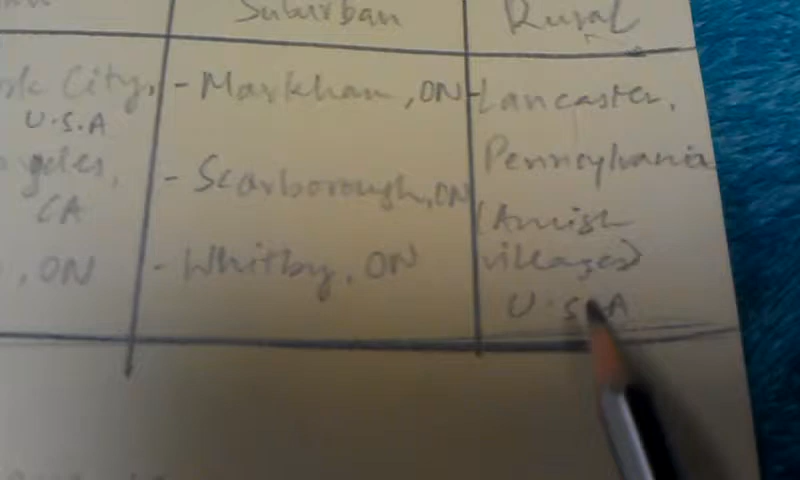 Suburban Rural
City, - Markham, ON - Lancaster,
U.S.A Pennsylvania
geles, - Scarborough, ON (Amish
CA villages)
, ON - Whitby, ON U.S.A